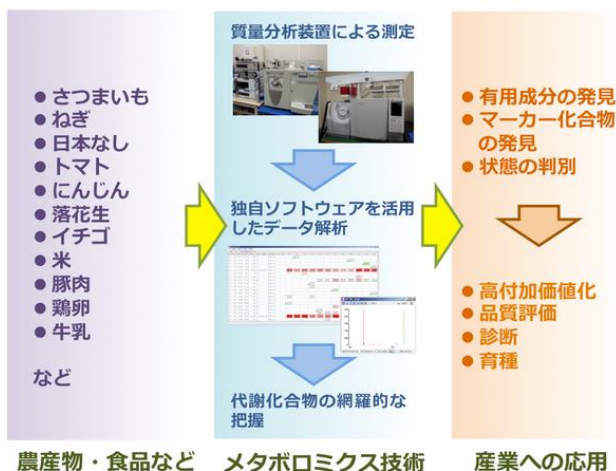 ● さつまいも
● ねぎ
● 日本なし
● トマト
● にんじん
● 落花生
● イチゴ
● 米
● 豚肉
● 鶏卵
● 牛乳
など
農産物・食品など
質量分析装置による測定
独自ソフトウェアを活用
したデータ解析
代謝化合物の網羅的な
把握
メタボロミクス技術
● 有用成分の発見
● マーカー化合物
の発見
● 状態の判別
● 高付加価値化
● 品質評価
● 診断
● 育種
産業への応用